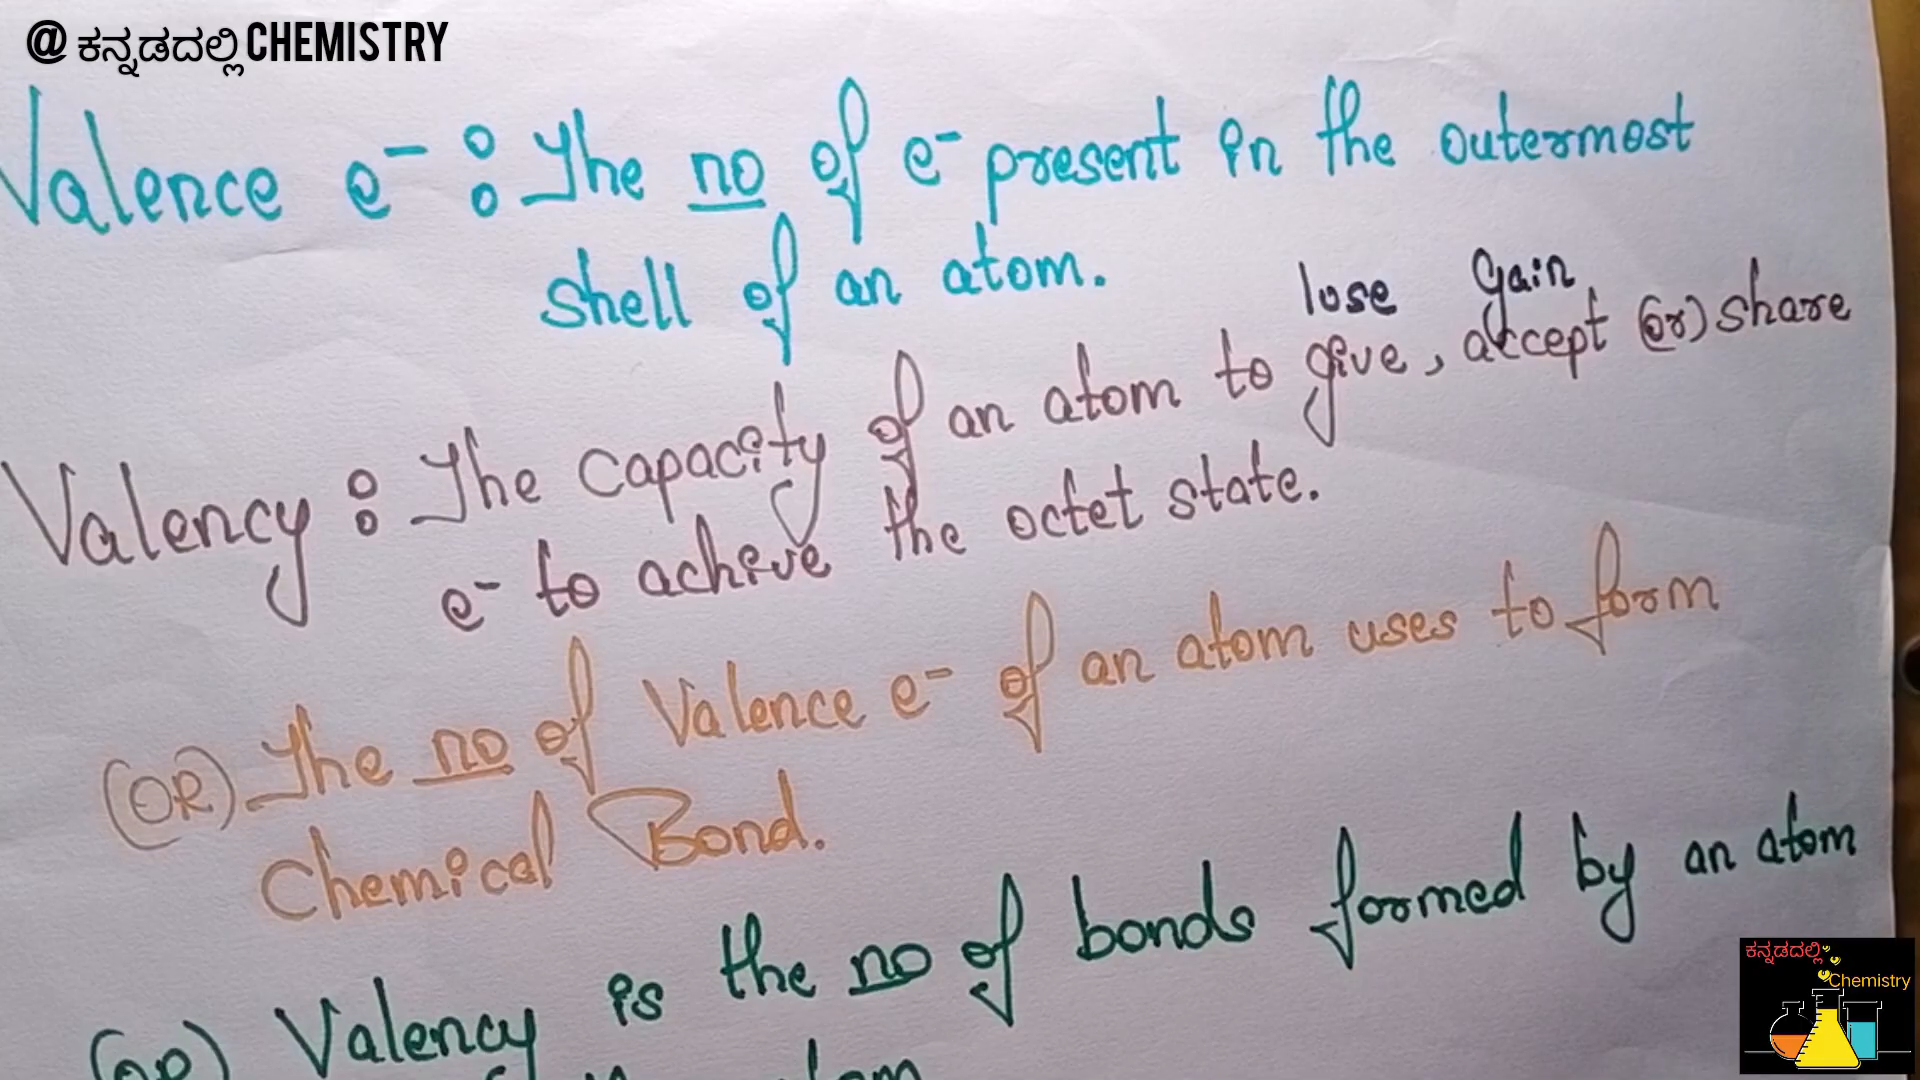 @ ಕನ್ನಡದಲ್ಲಿ CHEMISTRY
Valence e⁻ : The no of e⁻ present in the outermost
shell of an atom.
lose gain
Valency : The capacity of an atom to give, accept (or) share
e⁻ to achive the octet state.
(OR) The no of Valence e⁻ of an atom uses to form
Chemical Bond.
(OR) Valency is the no of bonds formed by an atom
ಕನ್ನಡದಲ್ಲಿ
Chemistry